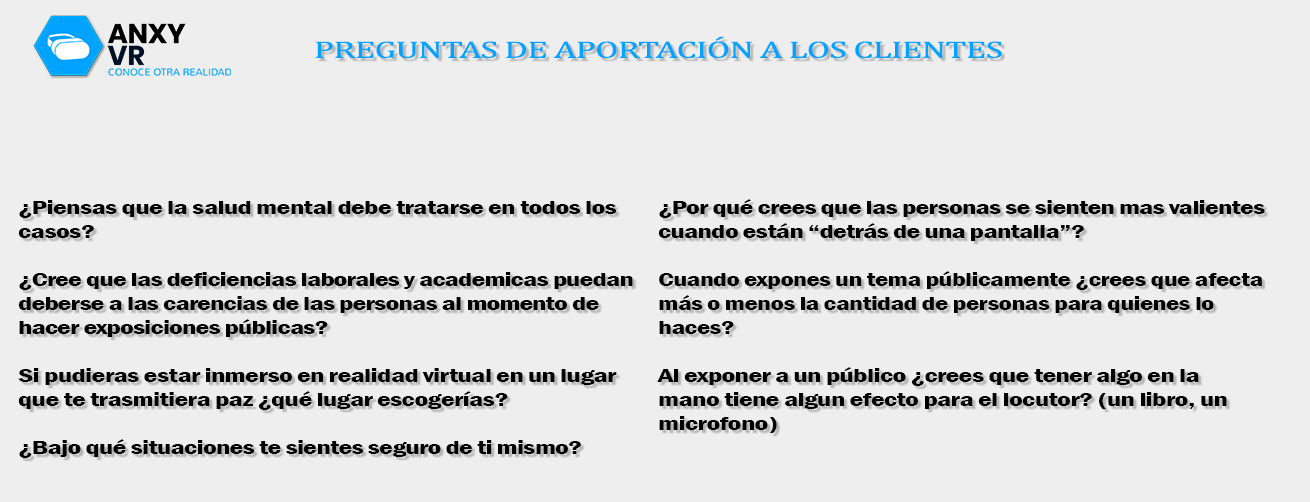 ANXY
VR
CONOCE OTRA REALIDAD
PREGUNTAS DE APORTACIÓN A LOS CLIENTES
¿Piensas que la salud mental debe tratarse en todos los
casos?
¿Cree que las deficiencias laborales y academicas puedan
deberse a las carencias de las personas al momento de
hacer exposiciones públicas?
Si pudieras estar inmerso en realidad virtual en un lugar
que te trasmitiera paz ¿qué lugar escogerías?
¿Bajo qué situaciones te sientes seguro de ti mismo?
¿Por qué crees que las personas se sienten mas valientes
cuando están “detrás de una pantalla”?
Cuando expones un tema públicamente ¿crees que afecta
más o menos la cantidad de personas para quienes lo
haces?
Al exponer a un público ¿crees que tener algo en la
mano tiene algun efecto para el locutor? (un libro, un
microfono)